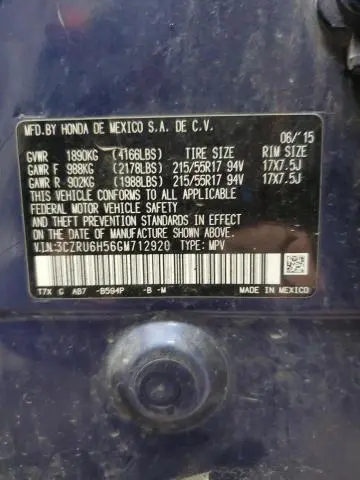 MFD.BY HONDA DE MEXICO S.A. DE C.V.
06/'15
GVWR 1890KG (4166LBS) TIRE SIZE RIM SIZE
GAWR F 988KG (2178LBS) 215/55R17 94V 17X7.5J
GAWR R 902KG (1988LBS) 215/55R17 94V 17X7.5J
THIS VEHICLE CONFORMS TO ALL APPLICABLE
FEDERAL MOTOR VEHICLE SAFETY AND
THEFT PREVENTION STANDARDS IN EFFECT
ON THE DATE OF MANUFACTURE SHOWN ABOVE.
V.I.N.:3CZRU6H56GM712920 TYPE: MPV
T7X G AB7 -B594P -B -M
MADE IN MEXICO